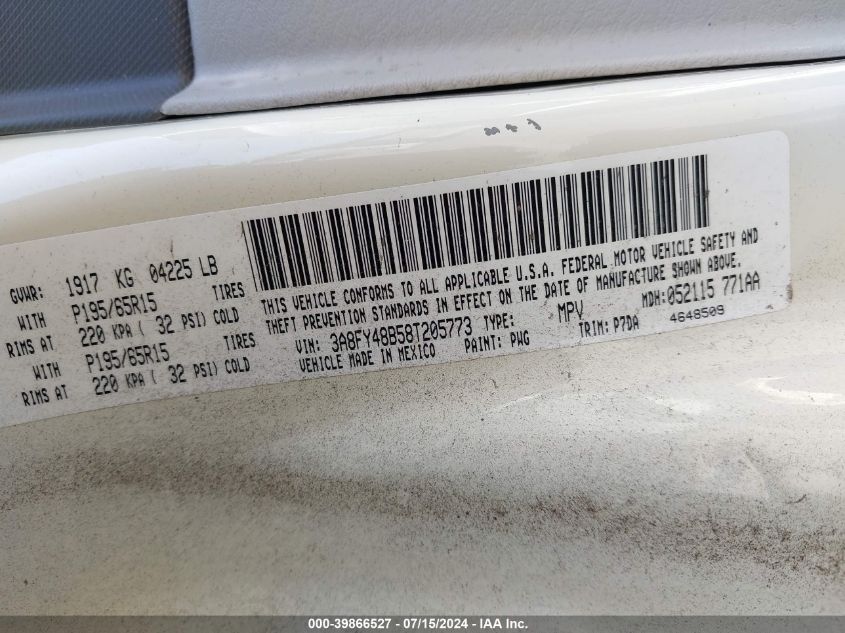 GVWR: 1917 KG 04225 LB
WITH P195/65R15 TIRES
RIMS AT 220 KPA ( 32 PSI) COLD
WITH P195/65R15 TIRES
RIMS AT 220 KPA ( 32 PSI) COLD
THIS VEHICLE CONFORMS TO ALL APPLICABLE U.S.A. FEDERAL MOTOR VEHICLE SAFETY AND
THEFT PREVENTION STANDARDS IN EFFECT ON THE DATE OF MANUFACTURE SHOWN ABOVE.
VIN: 3A8FY48B58T205773 TYPE: MPV MDH: 052115 771AA
VEHICLE MADE IN MEXICO PAINT: PWG TRIM: P7DA 4648509
000-39866527 - 07/15/2024 - IAA Inc.